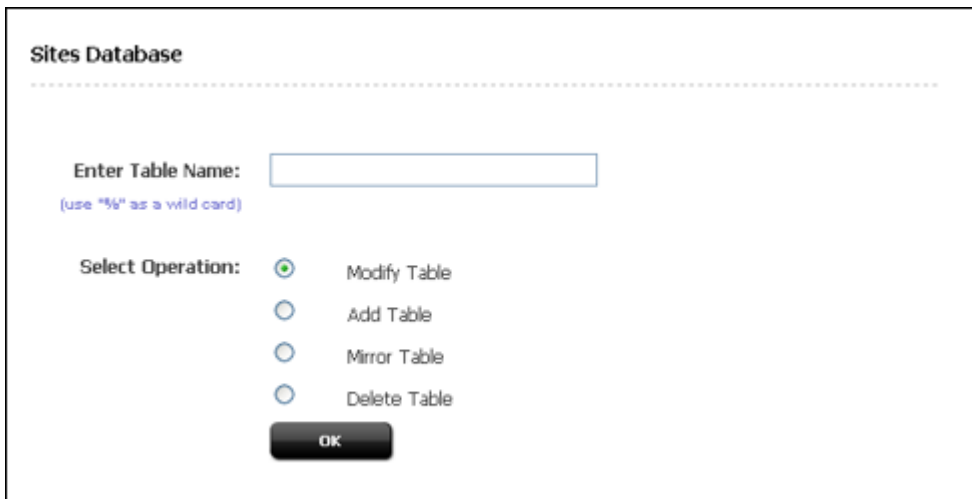 Sites Database
Enter Table Name:
(use "%" as a wild card)
Select Operation:
Modify Table
Add Table
Mirror Table
Delete Table
OK